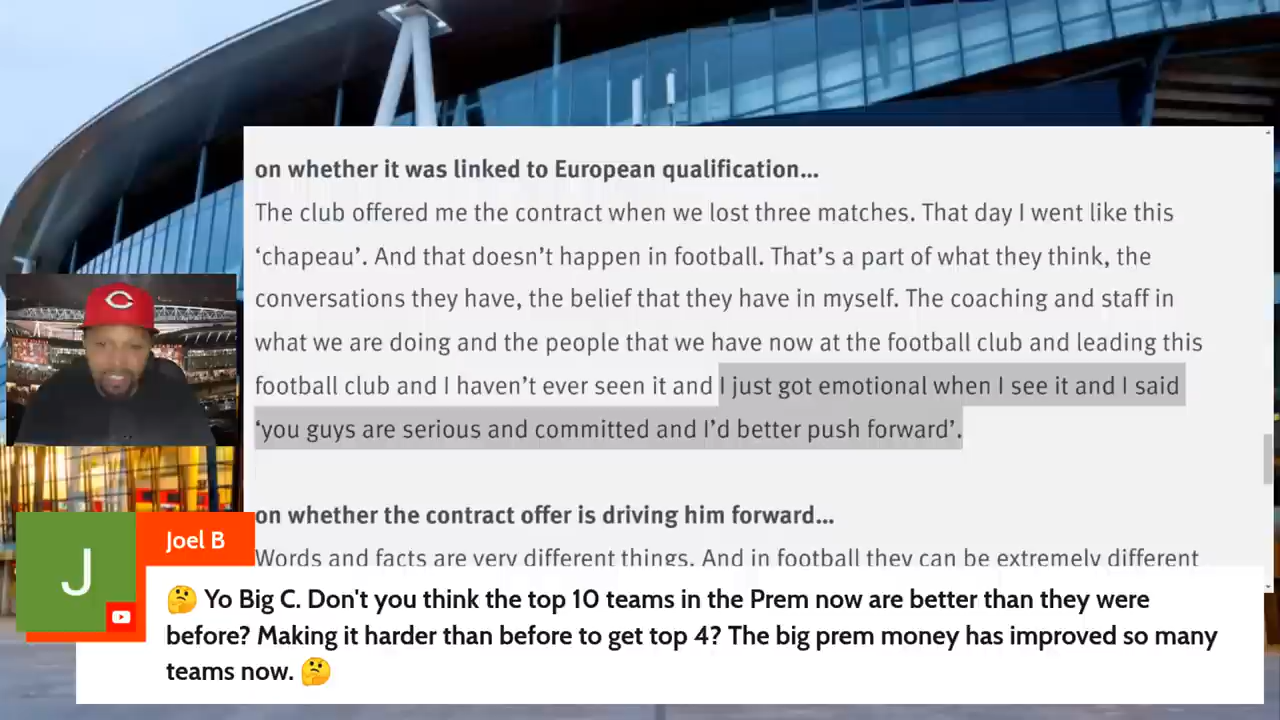 on whether it was linked to European qualification...
The club offered me the contract when we lost three matches. That day I went like this
‘chapeau’. And that doesn’t happen in football. That’s a part of what they think, the
conversations they have, the belief that they have in myself. The coaching and staff in
what we are doing and the people that we have now at the football club and leading this
football club and I haven’t ever seen it and I just got emotional when I see it and I said
‘you guys are serious and committed and I’d better push forward’.
on whether the contract offer is driving him forward...
Words and facts are very different things. And in football they can be extremely different
J
Joel B
🤔 Yo Big C. Don't you think the top 10 teams in the Prem now are better than they were
before? Making it harder than before to get top 4? The big prem money has improved so many
teams now. 🤔